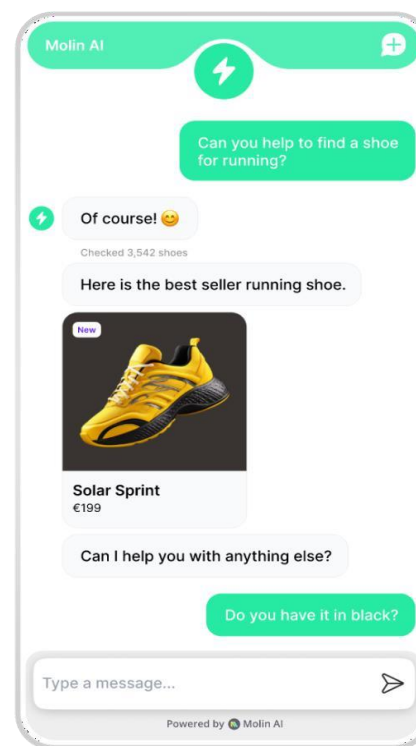 Molin AI
Can you help to find a shoe
for running?
Of course! 😊
Checked 3,542 shoes
Here is the best seller running shoe.
New
Solar Sprint
€199
Can I help you with anything else?
Do you have it in black?
Type a message...
Powered by Molin AI